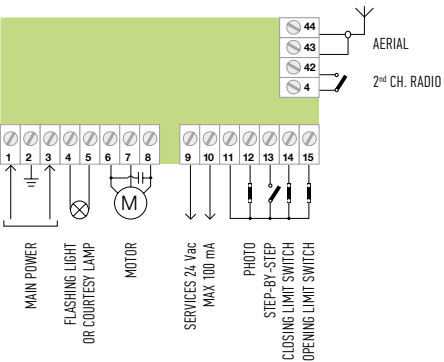 44
43
AERIAL
42
4
2nd CH. RADIO
1 2 3 4 5 6 7 8 9 10 11 12 13 14 15
M
MAIN POWER
FLASHING LIGHT
OR COURTESY LAMP
MOTOR
SERVICES 24 Vac
MAX 100 mA
PHOTO
STEP-BY-STEP
CLOSING LIMIT SWITCH
OPENING LIMIT SWITCH